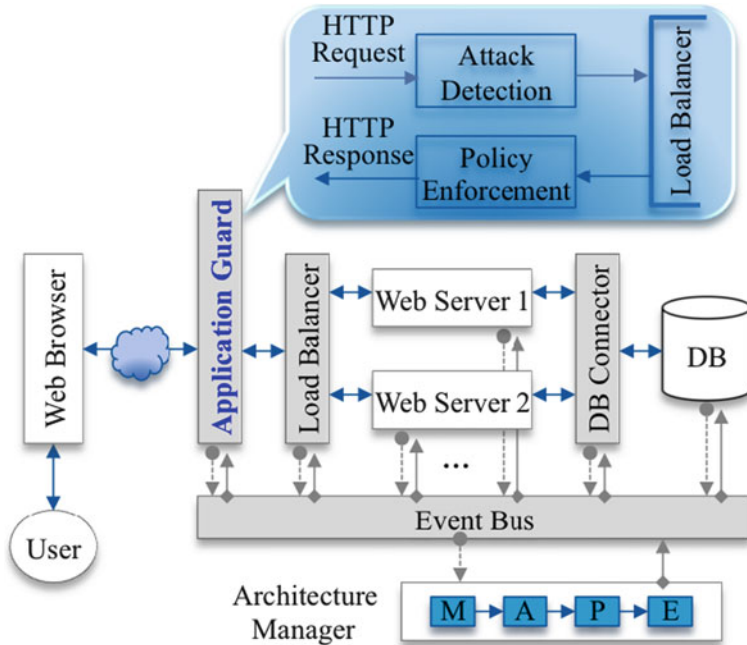 HTTP
Request
Attack
Detection
Load Balancer
HTTP
Response
Policy
Enforcement
Web Browser
Application Guard
Load Balancer
Web Server 1
Web Server 2
...
DB Connector
DB
User
Event Bus
Architecture
Manager
M
A
P
E